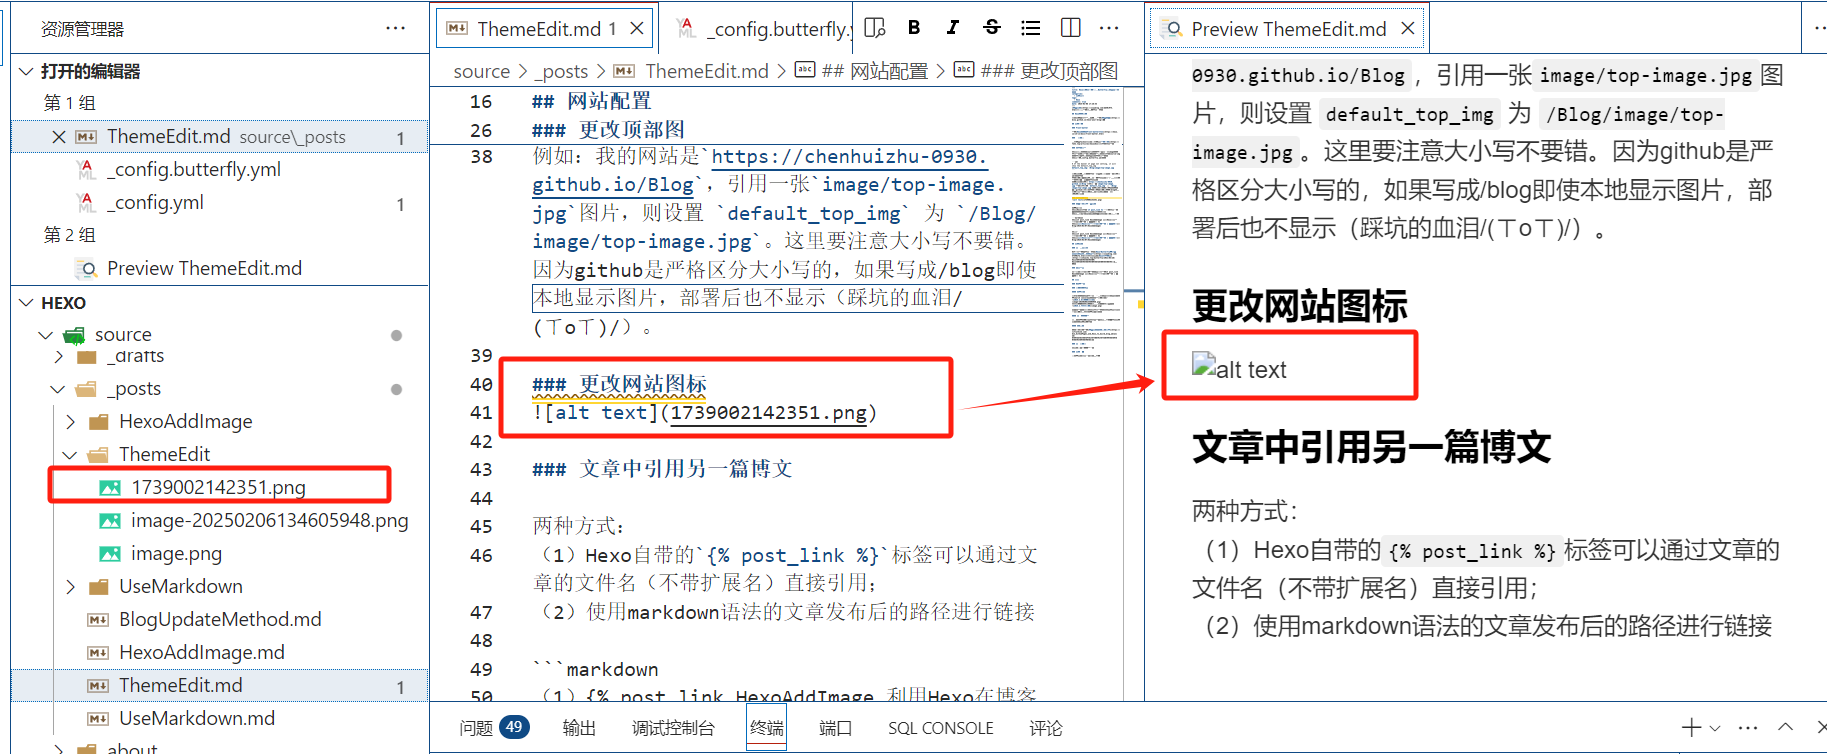 资源管理器
打开的编辑器
第 1 组
ThemeEdit.md source\_posts 1
_config.butterfly.yml
_config.yml 1
第 2 组
Preview ThemeEdit.md
HEXO
source
_drafts
_posts
HexoAddImage
ThemeEdit
1739002142351.png
image-20250206134605948.png
image.png
UseMarkdown
BlogUpdateMethod.md
HexoAddImage.md
ThemeEdit.md 1
UseMarkdown.md
about
ThemeEdit.md 1
_config.butterfly.y
source > _posts > ThemeEdit.md > ## 网站配置 > ### 更改顶部图
16 ## 网站配置
26 ### 更改顶部图
38 例如：我的网站是`https://chenhuizhu-0930.
github.io/Blog`，引用一张`image/top-image.
jpg`图片，则设置 `default_top_img` 为 `/Blog/
image/top-image.jpg`。这里要注意大小写不要错。
因为github是严格区分大小写的，如果写成/blog即使
本地显示图片，部署后也不显示（踩坑的血泪/
(ㄒoㄒ)/）。
39
40 ### 更改网站图标
41 ![alt text](1739002142351.png)
42
43 ### 文章中引用另一篇博文
44
45 两种方式：
46 （1）Hexo自带的`{% post_link %}`标签可以通过文
章的文件名（不带扩展名）直接引用；
47 （2）使用markdown语法的文章发布后的路径进行链接
48
49 ```markdown
50 （1）{% post_link HexoAddImage 利用Hexo在博客
Preview ThemeEdit.md
0930.github.io/Blog ，引用一张 image/top-image.jpg 图
片，则设置 default_top_img 为 /Blog/image/top-
image.jpg 。这里要注意大小写不要错。因为github是严
格区分大小写的，如果写成/blog即使本地显示图片，部
署后也不显示（踩坑的血泪/(ㄒoㄒ)/）。
更改网站图标
alt text
文章中引用另一篇博文
两种方式：
（1）Hexo自带的 {% post_link %} 标签可以通过文章的
文件名（不带扩展名）直接引用；
（2）使用markdown语法的文章发布后的路径进行链接
问题 49 输出 调试控制台 终端 端口 SQL CONSOLE 评论